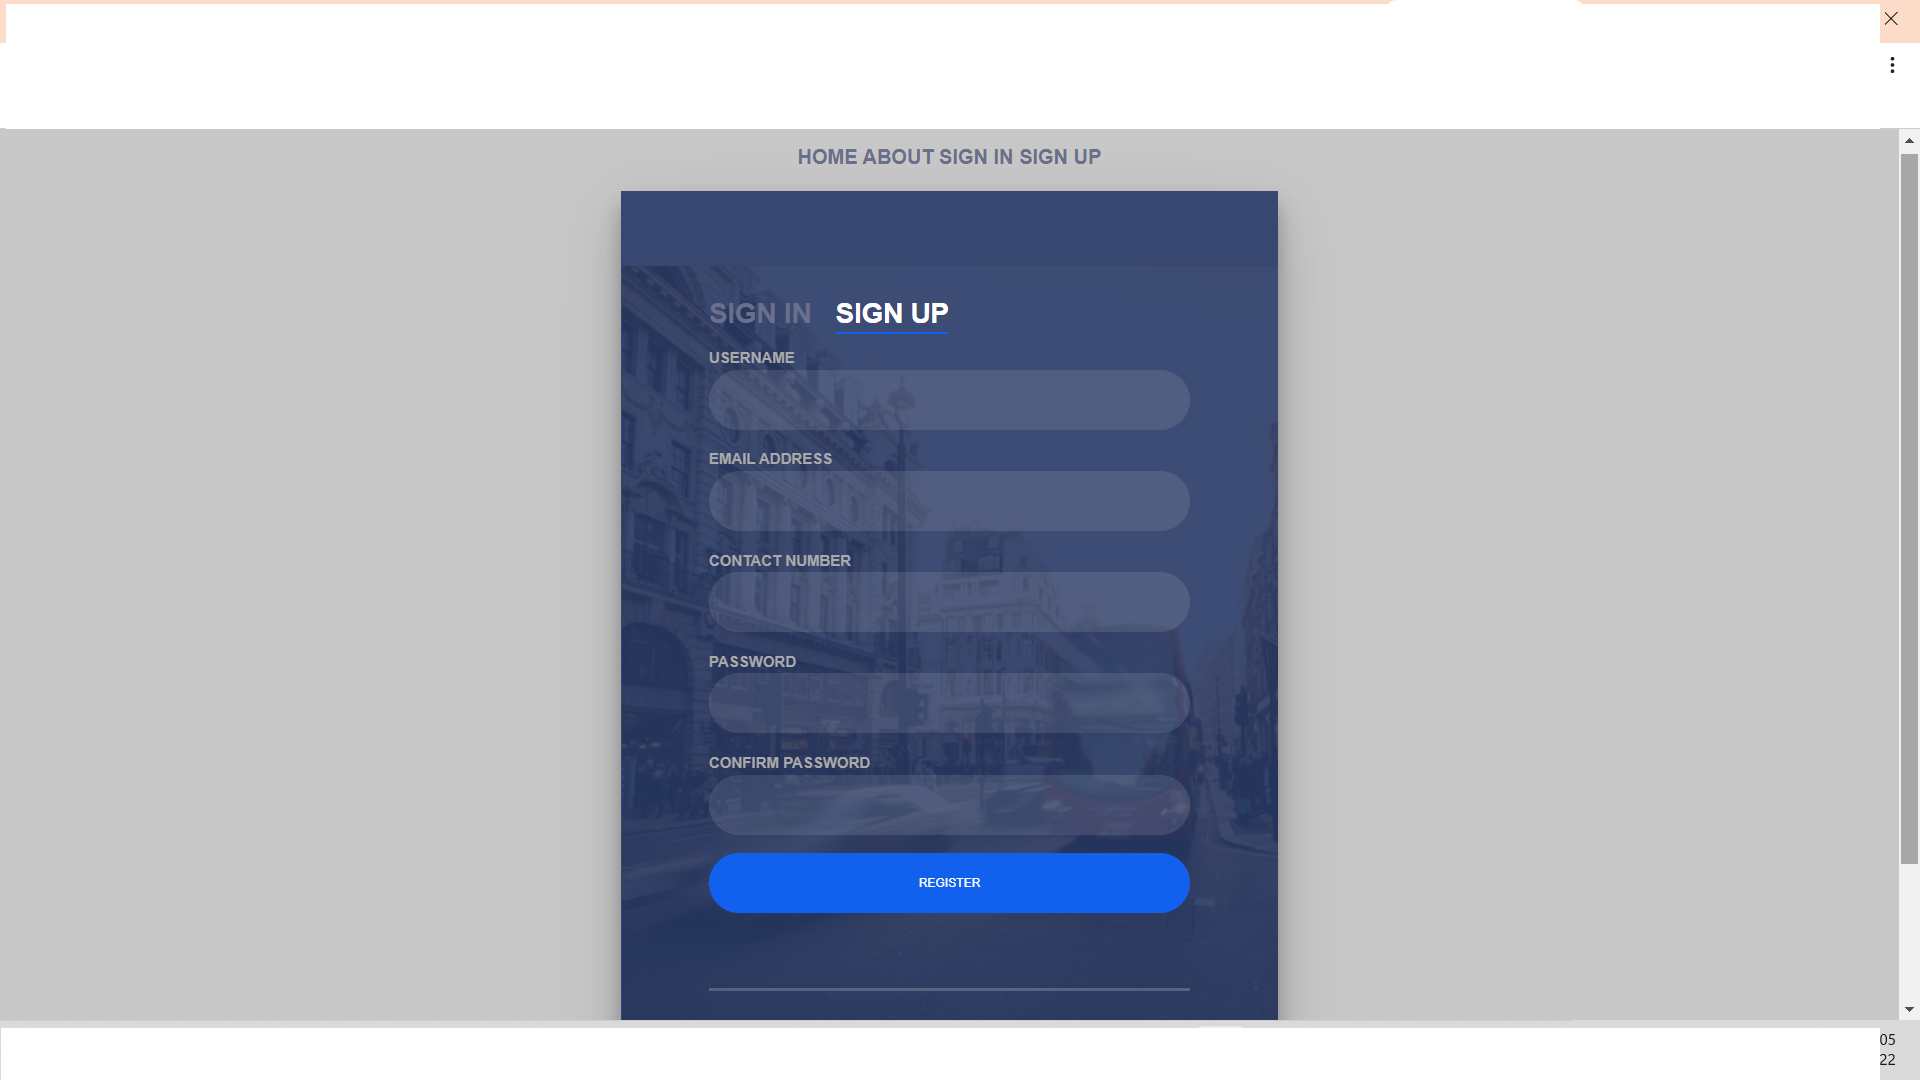 HOME ABOUT SIGN IN SIGN UP
SIGN IN SIGN UP
USERNAME
EMAIL ADDRESS
CONTACT NUMBER
PASSWORD
CONFIRM PASSWORD
REGISTER
05
22